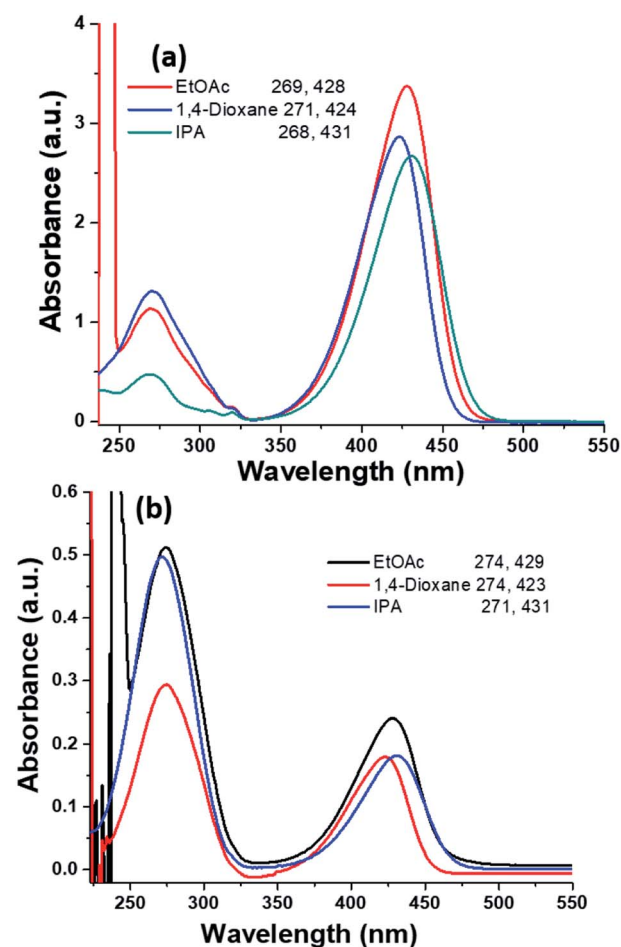 4
(a)
EtOAc 269, 428
1,4-Dioxane 271, 424
3
IPA 268, 431
Absorbance (a.u.)
2
1
0
250 300 350 400 450 500 550
Wavelength (nm)
0.6
(b)
EtOAc 274, 429
0.5
1,4-Dioxane 274, 423
IPA 271, 431
0.4
Absorbance (a.u.)
0.3
0.2
0.1
0.0
250 300 350 400 450 500 550
Wavelength (nm)